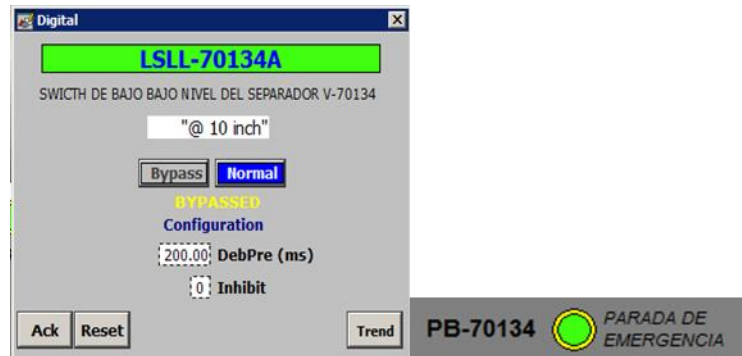 Digital
LSLL-70134A
SWICTH DE BAJO BAJO NIVEL DEL SEPARADOR V-70134
"@ 10 inch"
Bypass Normal
BYPASSED
Configuration
200.00 DebPre (ms)
0 Inhibit
Ack Reset Trend
PB-70134 PARADA DE
EMERGENCIA